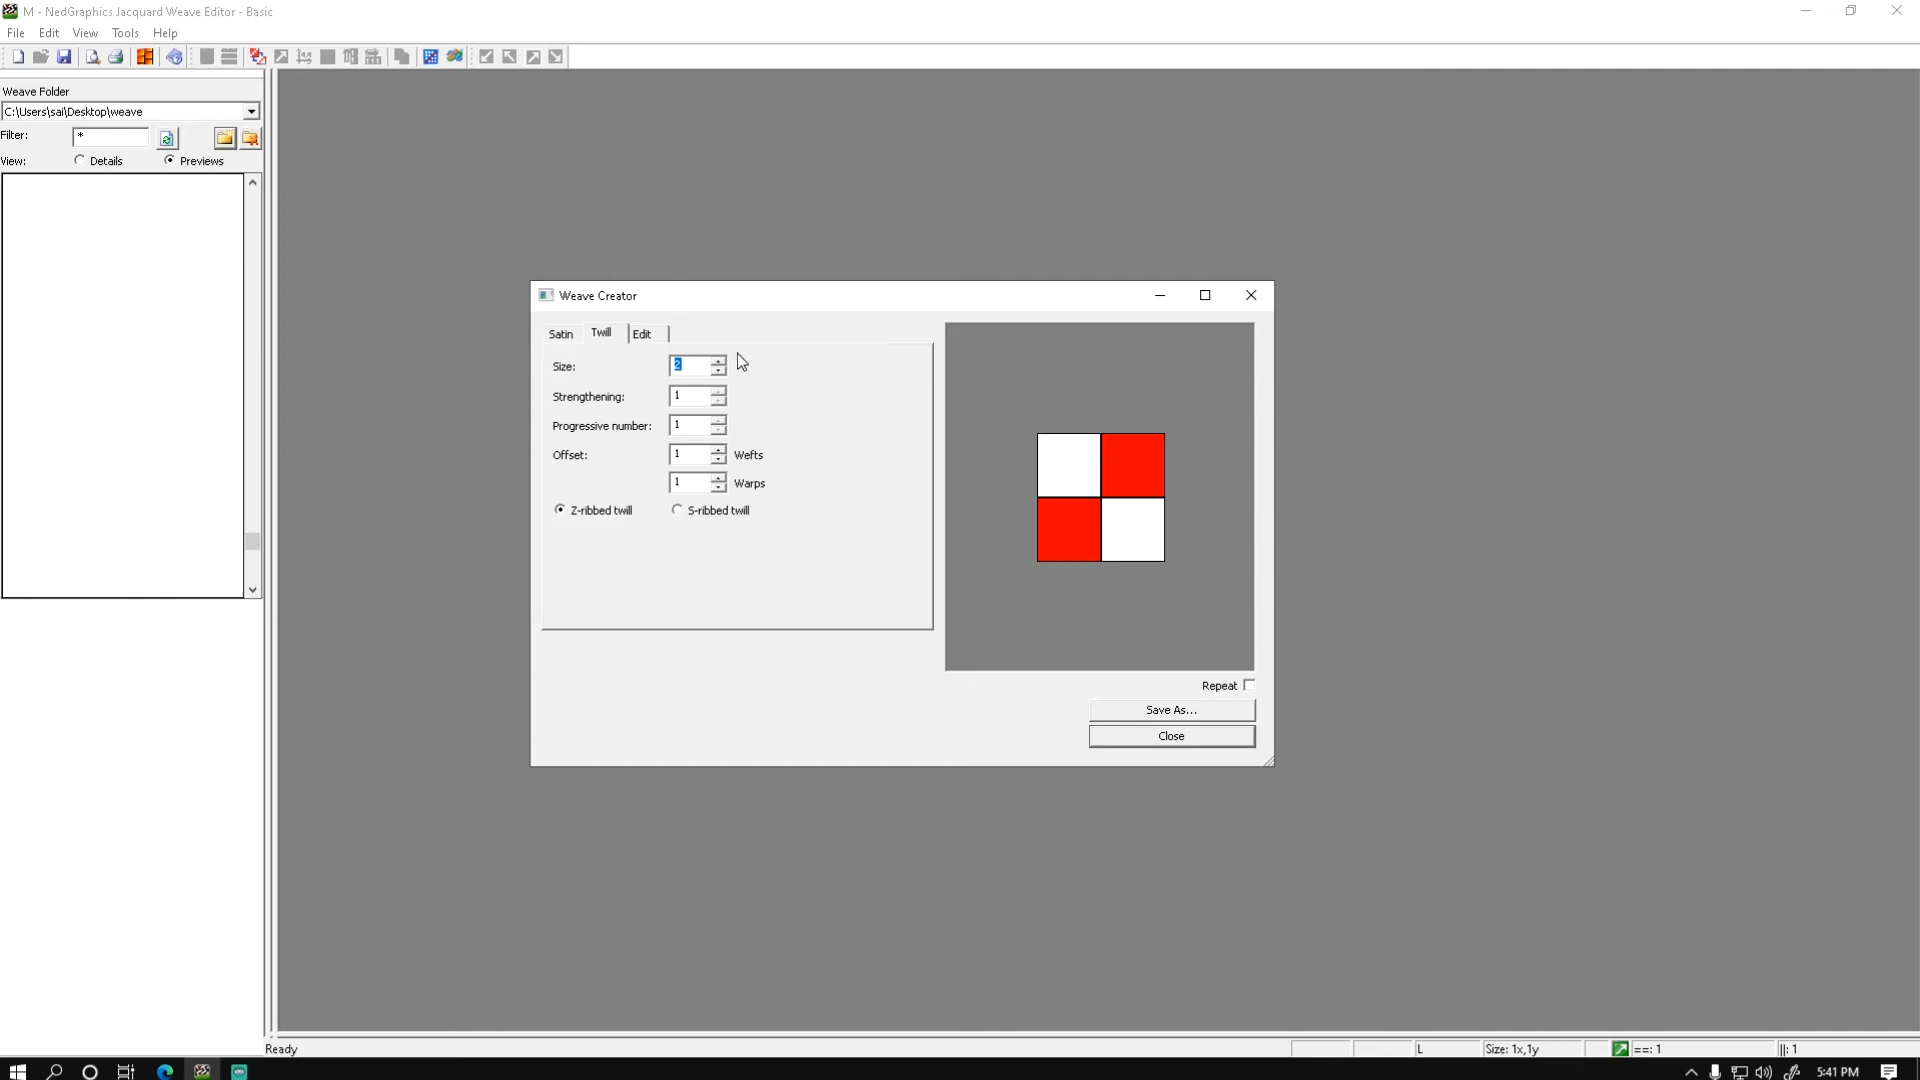 M - NedGraphics Jacquard Weave Editor - Basic
File Edit View Tools Help
Weave Folder
C:\Users\sai\Desktop\weave
Filter: *
View: Details Previews
Weave Creator
Satin Twill Edit
Size: 2
Strengthening: 1
Progressive number: 1
Offset: 1 Wefts
1 Warps
Z-ribbed twill S-ribbed twill
Repeat
Save As...
Close
Ready L Size: 1x,1y ==: 1 ||: 1
5:41 PM